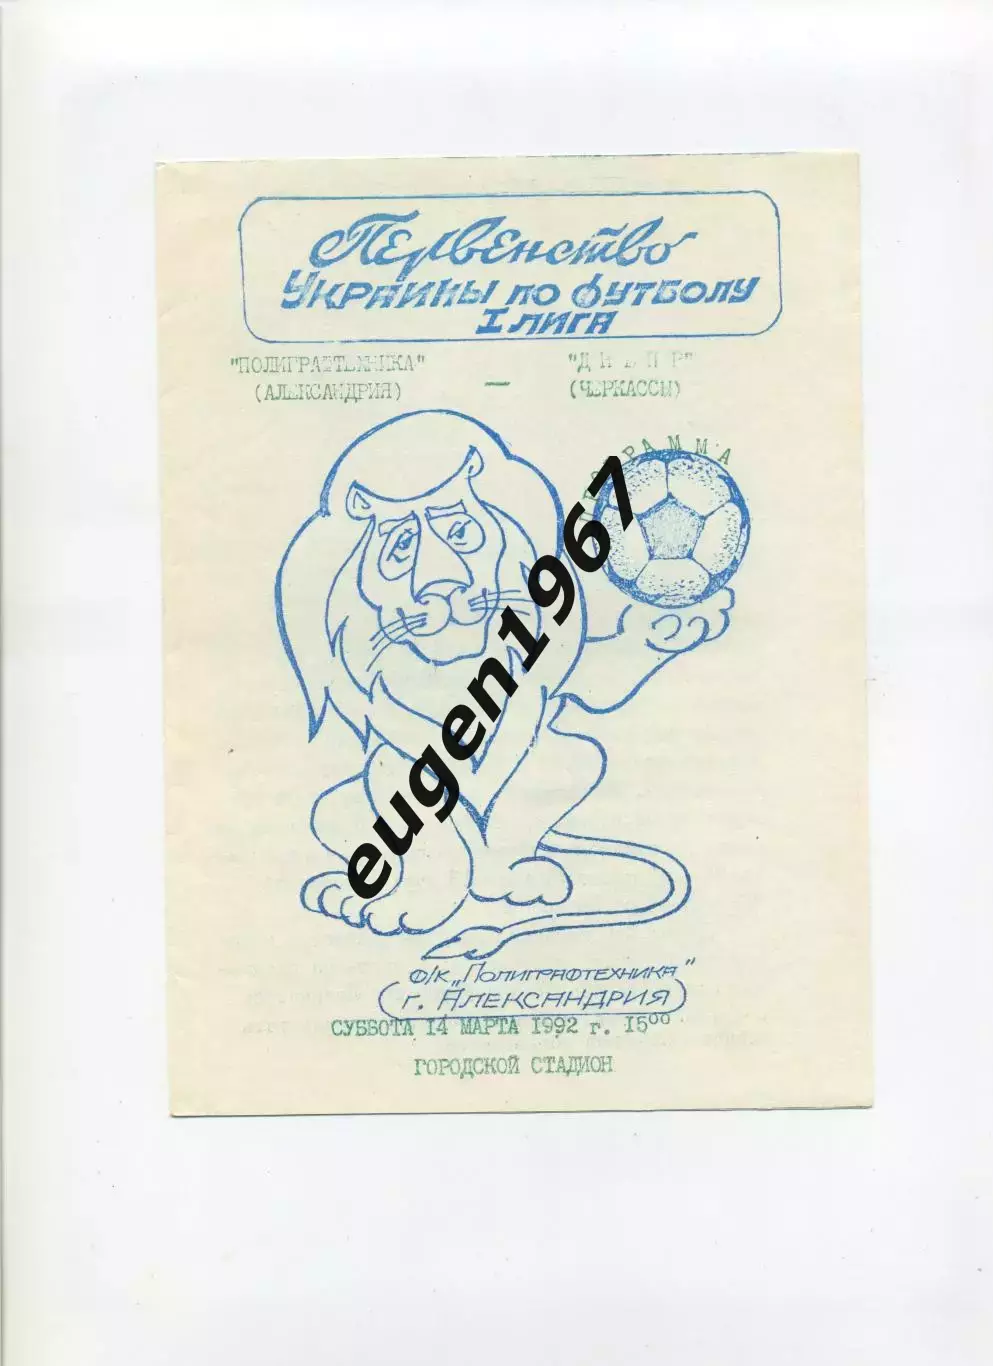 Первенство
Украины по футболу
I лига
"ПОЛИГРАФТЕХНИКА" — "ДНЕПР"
(АЛЕКСАНДРИЯ) (ЧЕРКАССЫ)
ПРОГРАММА
eugen1967
Ф/К „Полиграфтехника"
г. Александрия
СУББОТА 14 МАРТА 1992 г. 15⁰⁰
ГОРОДСКОЙ СТАДИОН